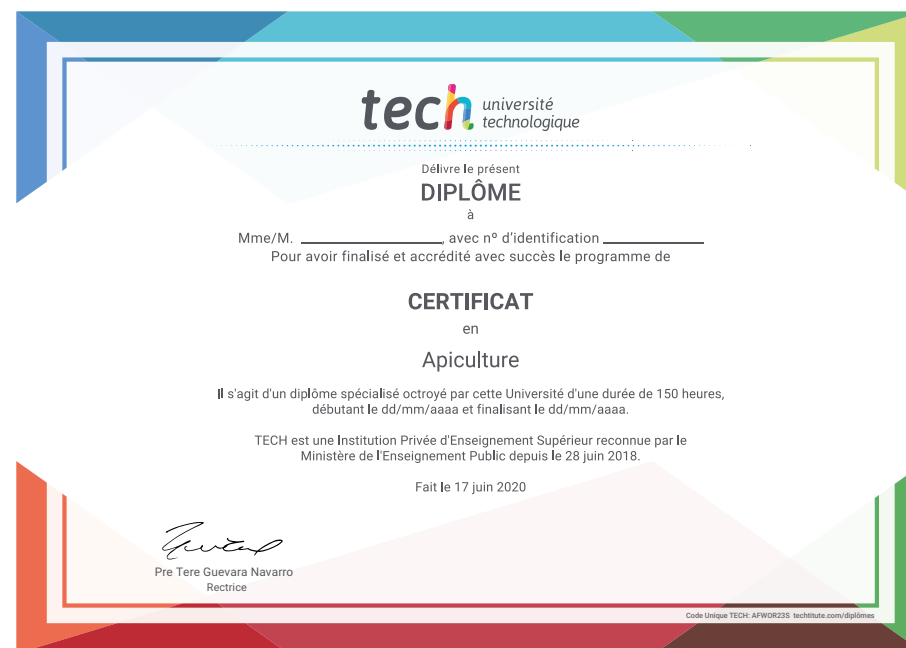 tech université
technologique
Délivre le présent
DIPLÔME
à
Mme/M. ____________________, avec nº d'identification ______________
Pour avoir finalisé et accrédité avec succès le programme de
CERTIFICAT
en
Apiculture
Il s'agit d'un diplôme spécialisé octroyé par cette Université d'une durée de 150 heures,
débutant le dd/mm/aaaa et finalisant le dd/mm/aaaa.
TECH est une Institution Privée d'Enseignement Supérieur reconnue par le
Ministère de l'Enseignement Public depuis le 28 juin 2018.
Fait le 17 juin 2020
Pre Tere Guevara Navarro
Rectrice
Code Unique TECH: AFWOR23S techtitute.com/diplômes